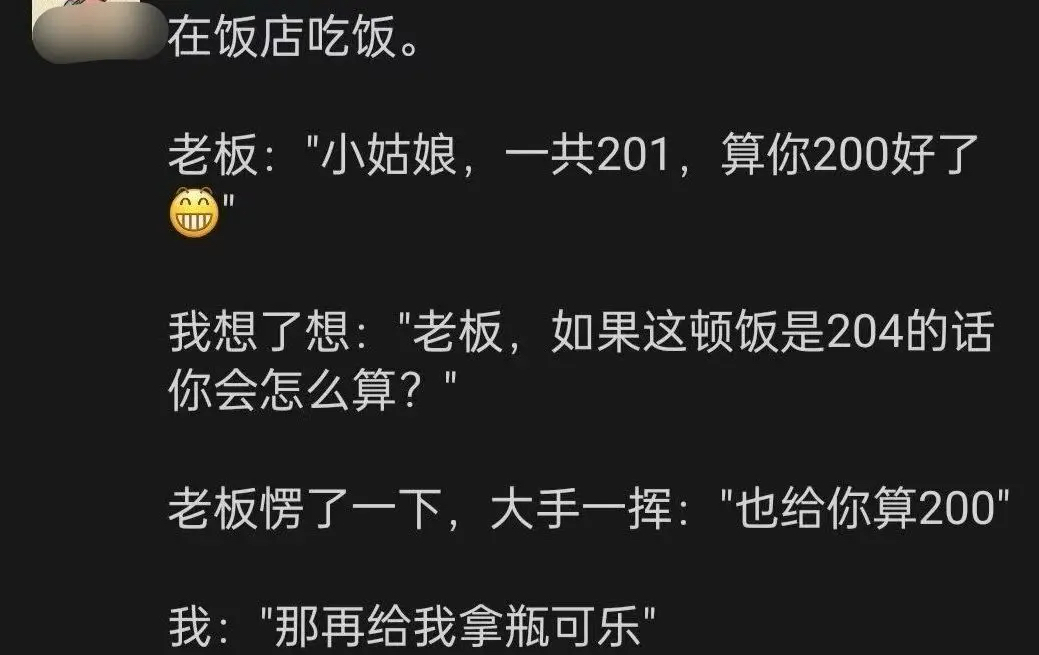 在饭店吃饭。
老板："小姑娘，一共201，算你200好了
😁"
我想了想："老板，如果这顿饭是204的话
你会怎么算？"
老板愣了一下，大手一挥："也给你算200"
我："那再给我拿瓶可乐"